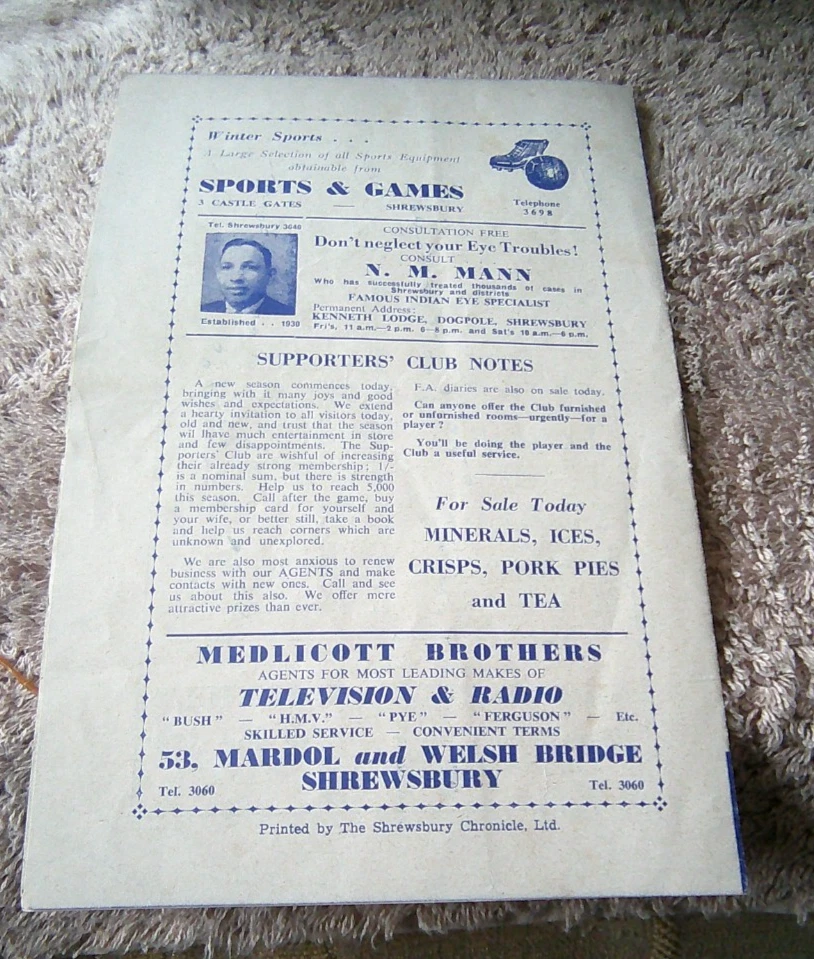 Winter Sports . . .
A Large Selection of all Sports Equipment
obtainable from
SPORTS & GAMES
3 CASTLE GATES — SHREWSBURY
Telephone
3698
Tel. Shrewsbury 3640
Established . . 1930
CONSULTATION FREE
Don't neglect your Eye Troubles!
CONSULT
N. M. MANN
Who has successfully treated thousands of cases in
Shrewsbury and districts
FAMOUS INDIAN EYE SPECIALIST
Permanent Address:
KENNETH LODGE, DOGPOLE, SHREWSBURY
Fri's, 11 a.m.—2 p.m. 6—8 p.m. and Sat's 10 a.m.—6 p.m.
SUPPORTERS' CLUB NOTES
A new season commences today,
bringing with it many joys and good
wishes and expectations. We extend
a hearty invitation to all visitors today,
old and new, and trust that the season
wil lhave much entertainment in store
and few disappointments. The Sup-
porters' Club are wishful of increasing
their already strong membership; 1/-
is a nominal sum, but there is strength
in numbers. Help us to reach 5,000
this season. Call after the game, buy
a membership card for yourself and
your wife, or better still, take a book
and help us reach corners which are
unknown and unexplored.
We are also most anxious to renew
business with our AGENTS and make
contacts with new ones. Call and see
us about this also. We offer more
attractive prizes than ever.
F.A. diaries are also on sale today.
Can anyone offer the Club furnished
or unfurnished rooms—urgently—for a
player ?
You'll be doing the player and the
Club a useful service.
For Sale Today
MINERALS, ICES,
CRISPS, PORK PIES
and TEA
MEDLICOTT BROTHERS
AGENTS FOR MOST LEADING MAKES OF
TELEVISION & RADIO
"BUSH" — "H.M.V." — "PYE" — "FERGUSON" — Etc.
SKILLED SERVICE — CONVENIENT TERMS
53, MARDOL and WELSH BRIDGE
SHREWSBURY
Tel. 3060
Tel. 3060
Printed by The Shrewsbury Chronicle, Ltd.